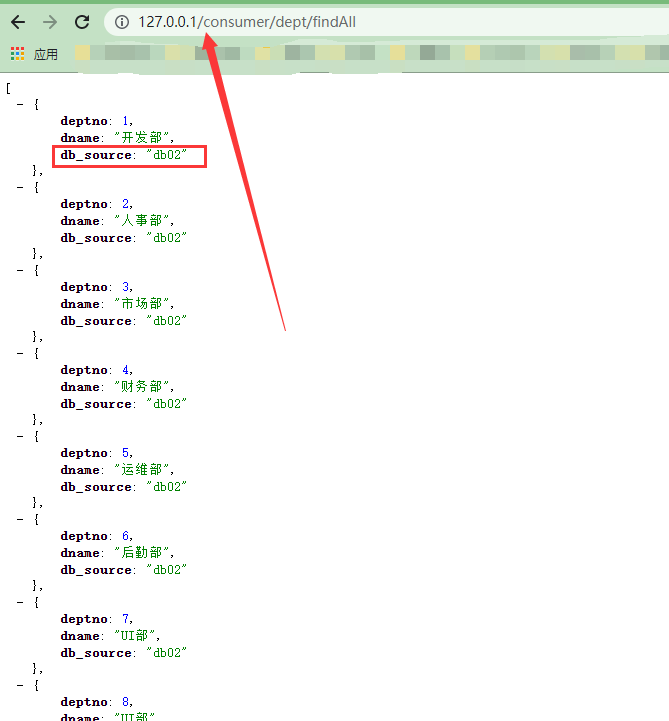 127.0.0.1/consumer/dept/findAll
应用
[
- {
deptno: 1,
dname: "开发部",
db_source: "db02"
},
- {
deptno: 2,
dname: "人事部",
db_source: "db02"
},
- {
deptno: 3,
dname: "市场部",
db_source: "db02"
},
- {
deptno: 4,
dname: "财务部",
db_source: "db02"
},
- {
deptno: 5,
dname: "运维部",
db_source: "db02"
},
- {
deptno: 6,
dname: "后勤部",
db_source: "db02"
},
- {
deptno: 7,
dname: "UI部",
db_source: "db02"
},
- {
deptno: 8,
dname: "UI部",